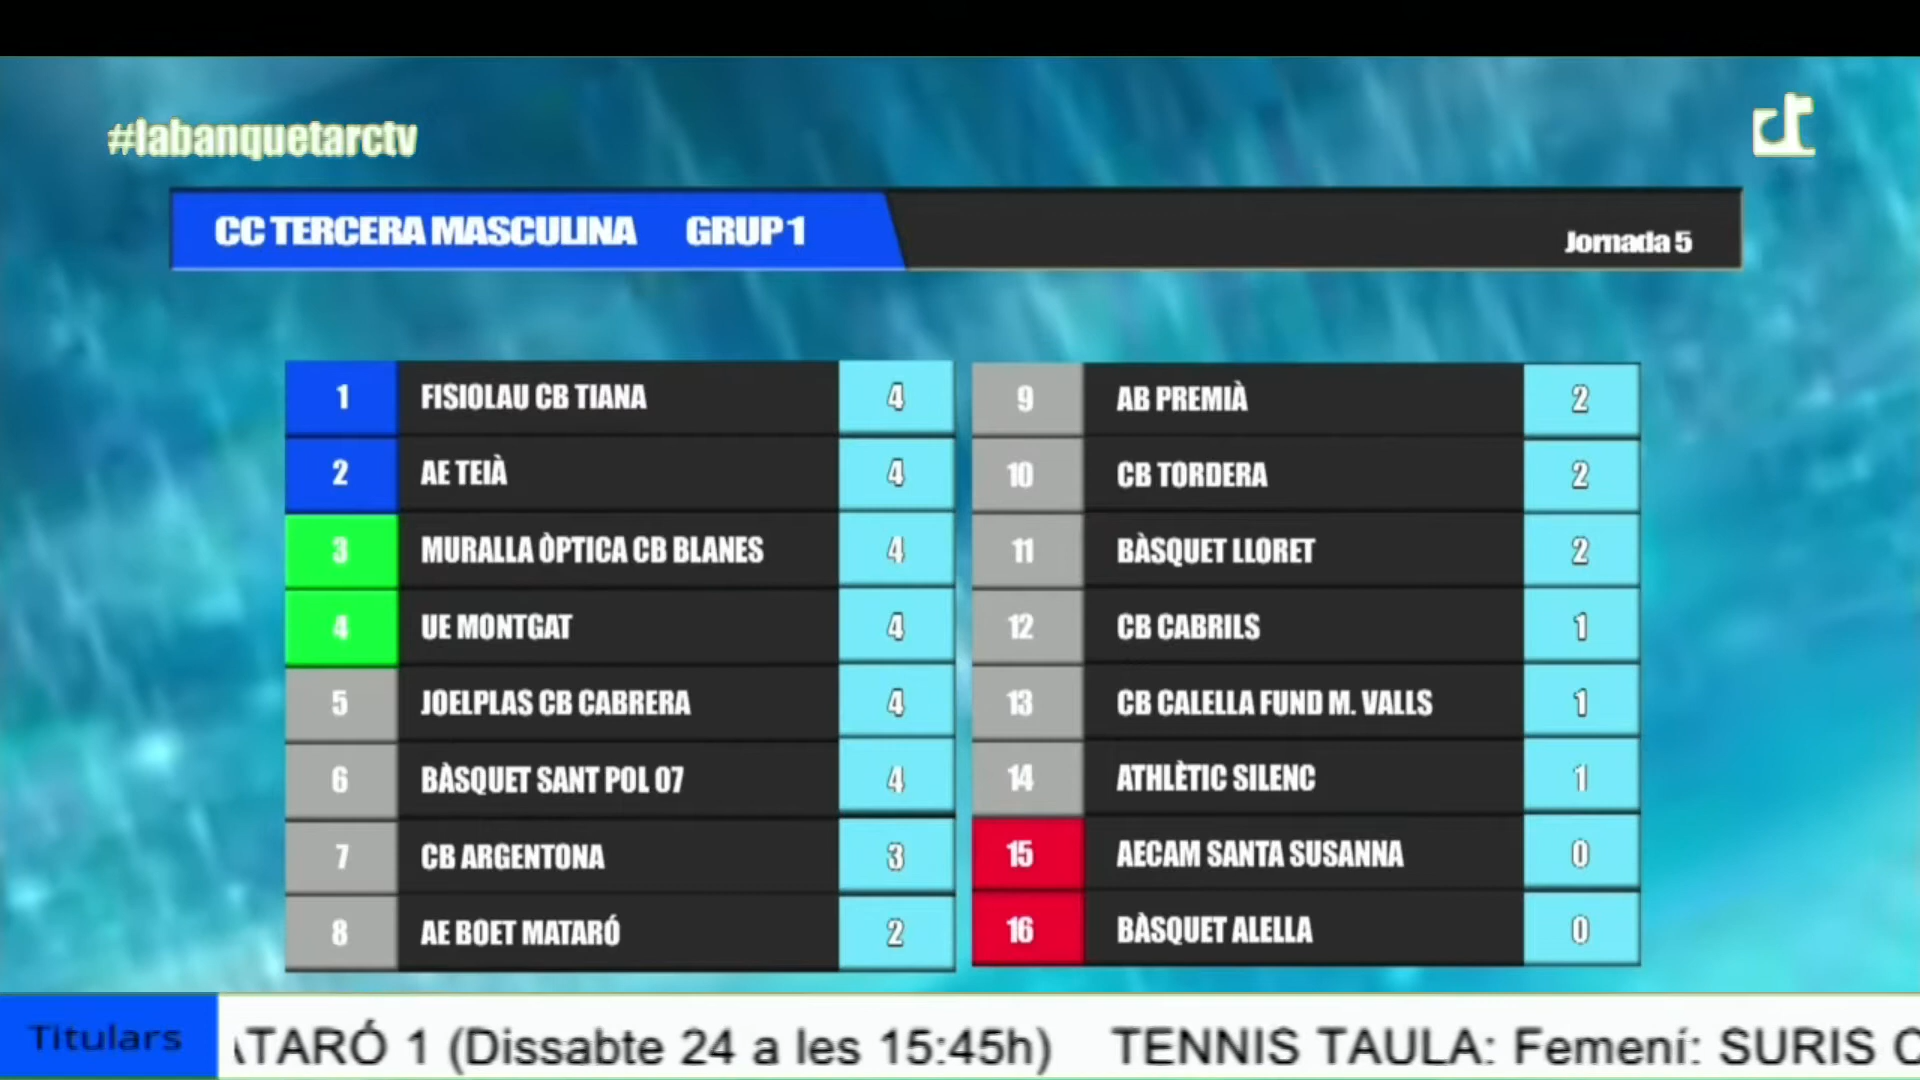 #labanquetarctv
CC TERCERA MASCULINA GRUP 1
Jornada 5
1 FISIOLAU CB TIANA 4
2 AE TEIÀ 4
3 MURALLA ÒPTICA CB BLANES 4
4 UE MONTGAT 4
5 JOELPLAS CB CABRERA 4
6 BÀSQUET SANT POL 07 4
7 CB ARGENTONA 3
8 AE BOET MATARÓ 2
9 AB PREMIÀ 2
10 CB TORDERA 2
11 BÀSQUET LLORET 2
12 CB CABRILS 1
13 CB CALELLA FUND M. VALLS 1
14 ATHLÈTIC SILENC 1
15 AECAM SANTA SUSANNA 0
16 BÀSQUET ALELLA 0
Titulars ATARÓ 1 (Dissabte 24 a les 15:45h) TENNIS TAULA: Femení: SURIS